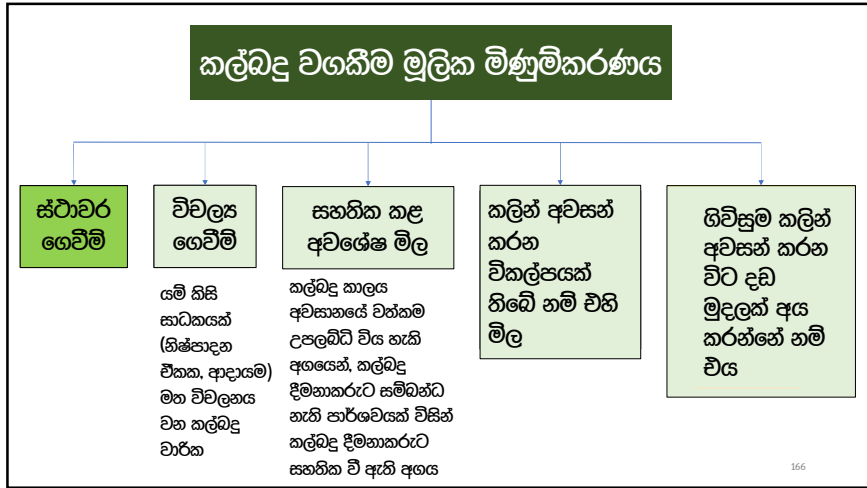 කල්බදු වගකීම මූලික මිණුම්කරණය
ස්ථාවර
ගෙවීම්
විචල්‍ය
ගෙවීම්
යම් කිසි
සාධකයක්
(නිෂ්පාදන
ඒකක, ආදායම)
මත විචලනය
වන කල්බදු
වාරික
සහතික කළ
අවශේෂ මිල
කල්බදු කාලය
අවසානයේ වත්කම
උපලබ්ධි විය හැකි
අගයෙන්, කල්බදු
දීමනාකරුට සම්බන්ධ
නැති පාර්ශවයක් විසින්
කල්බදු දීමනාකරුට
සහතික වී ඇති අගය
කලින් අවසන්
කරන
විකල්පයක්
තිබේ නම් එහි
මිල
ගිවිසුම කලින්
අවසන් කරන
විට දඩ
මුදලක් අය
කරන්නේ නම්
එය
166